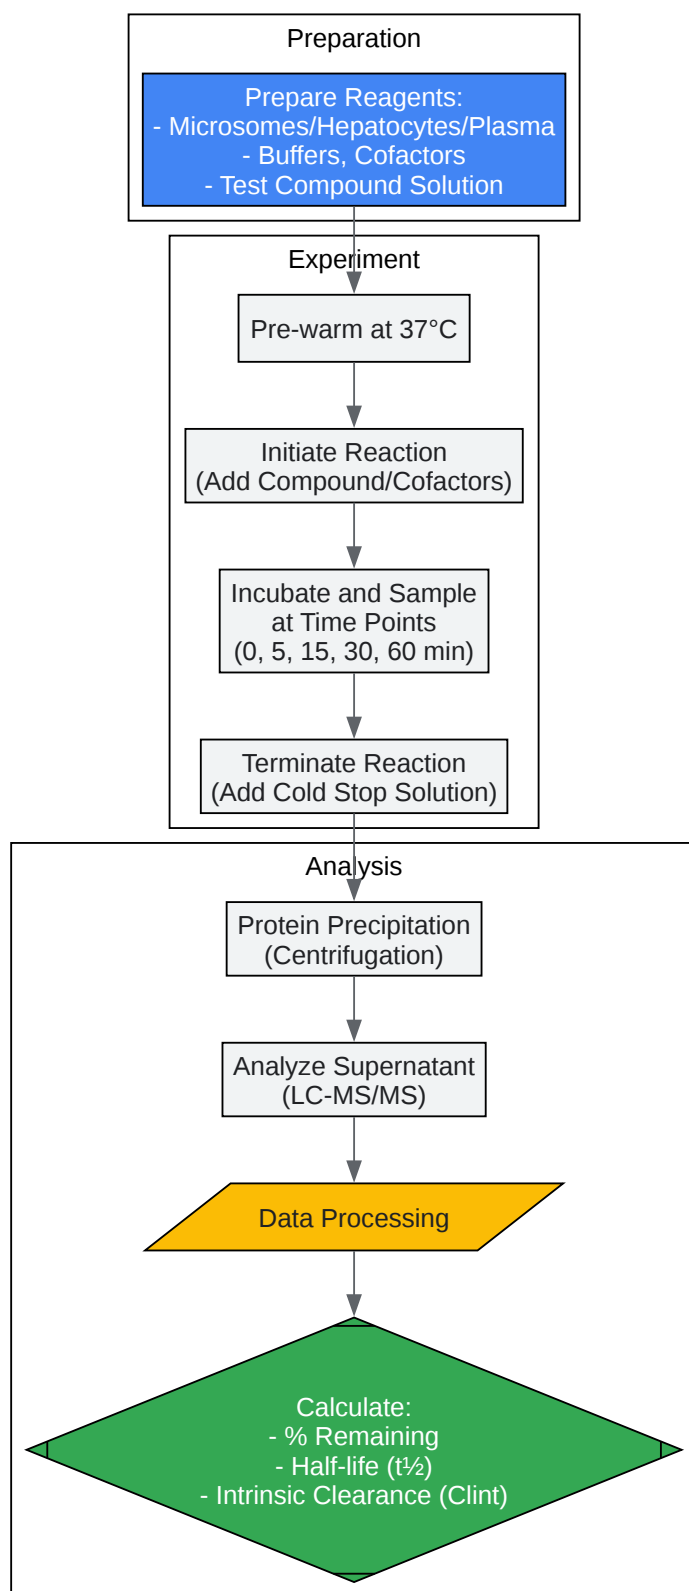 Preparation
Prepare Reagents:
- Microsomes/Hepatocytes/Plasma
- Buffers, Cofactors
- Test Compound Solution
Experiment
Pre-warm at 37°C
Initiate Reaction
(Add Compound/Cofactors)
Incubate and Sample
at Time Points
(0, 5, 15, 30, 60 min)
Terminate Reaction
(Add Cold Stop Solution)
Analysis
Protein Precipitation
(Centrifugation)
Analyze Supernatant
(LC-MS/MS)
Data Processing
Calculate:
- % Remaining
- Half-life (t½)
- Intrinsic Clearance (Clint)